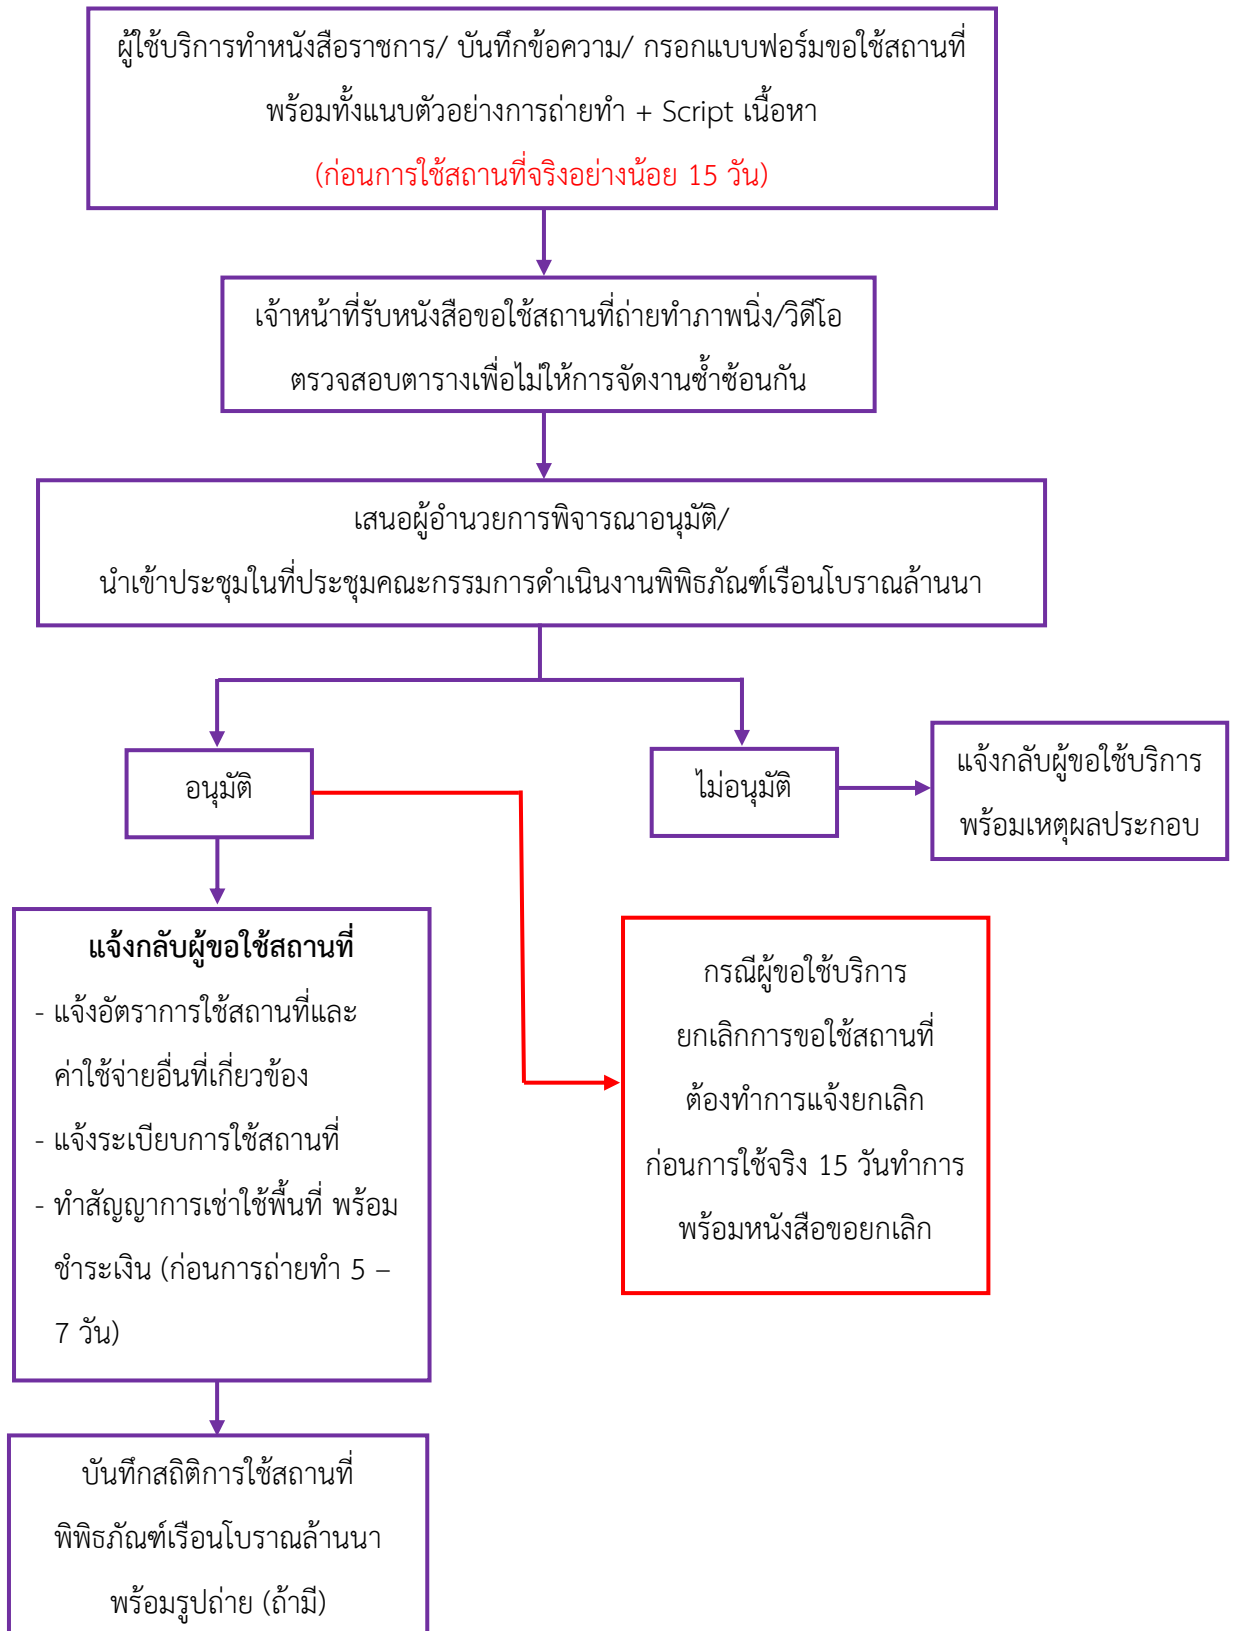 ผู้ใช้บริการทำหนังสือราชการ/ บันทึกข้อความ/ กรอกแบบฟอร์มขอใช้สถานที่
พร้อมทั้งแนบตัวอย่างการถ่ายทำ + Script เนื้อหา
(ก่อนการใช้สถานที่จริงอย่างน้อย 15 วัน)
เจ้าหน้าที่รับหนังสือขอใช้สถานที่ถ่ายทำภาพนิ่ง/วิดีโอ
ตรวจสอบตารางเพื่อไม่ให้การจัดงานซ้ำซ้อนกัน
เสนอผู้อำนวยการพิจารณาอนุมัติ/
นำเข้าประชุมในที่ประชุมคณะกรรมการดำเนินงานพิพิธภัณฑ์เรือนโบราณล้านนา
อนุมัติ
ไม่อนุมัติ
แจ้งกลับผู้ขอใช้บริการ
พร้อมเหตุผลประกอบ
แจ้งกลับผู้ขอใช้สถานที่
- แจ้งอัตราการใช้สถานที่และ
ค่าใช้จ่ายอื่นที่เกี่ยวข้อง
- แจ้งระเบียบการใช้สถานที่
- ทำสัญญาการเช่าใช้พื้นที่ พร้อม
ชำระเงิน (ก่อนการถ่ายทำ 5 –
7 วัน)
กรณีผู้ขอใช้บริการ
ยกเลิกการขอใช้สถานที่
ต้องทำการแจ้งยกเลิก
ก่อนการใช้จริง 15 วันทำการ
พร้อมหนังสือขอยกเลิก
บันทึกสถิติการใช้สถานที่
พิพิธภัณฑ์เรือนโบราณล้านนา
พร้อมรูปถ่าย (ถ้ามี)